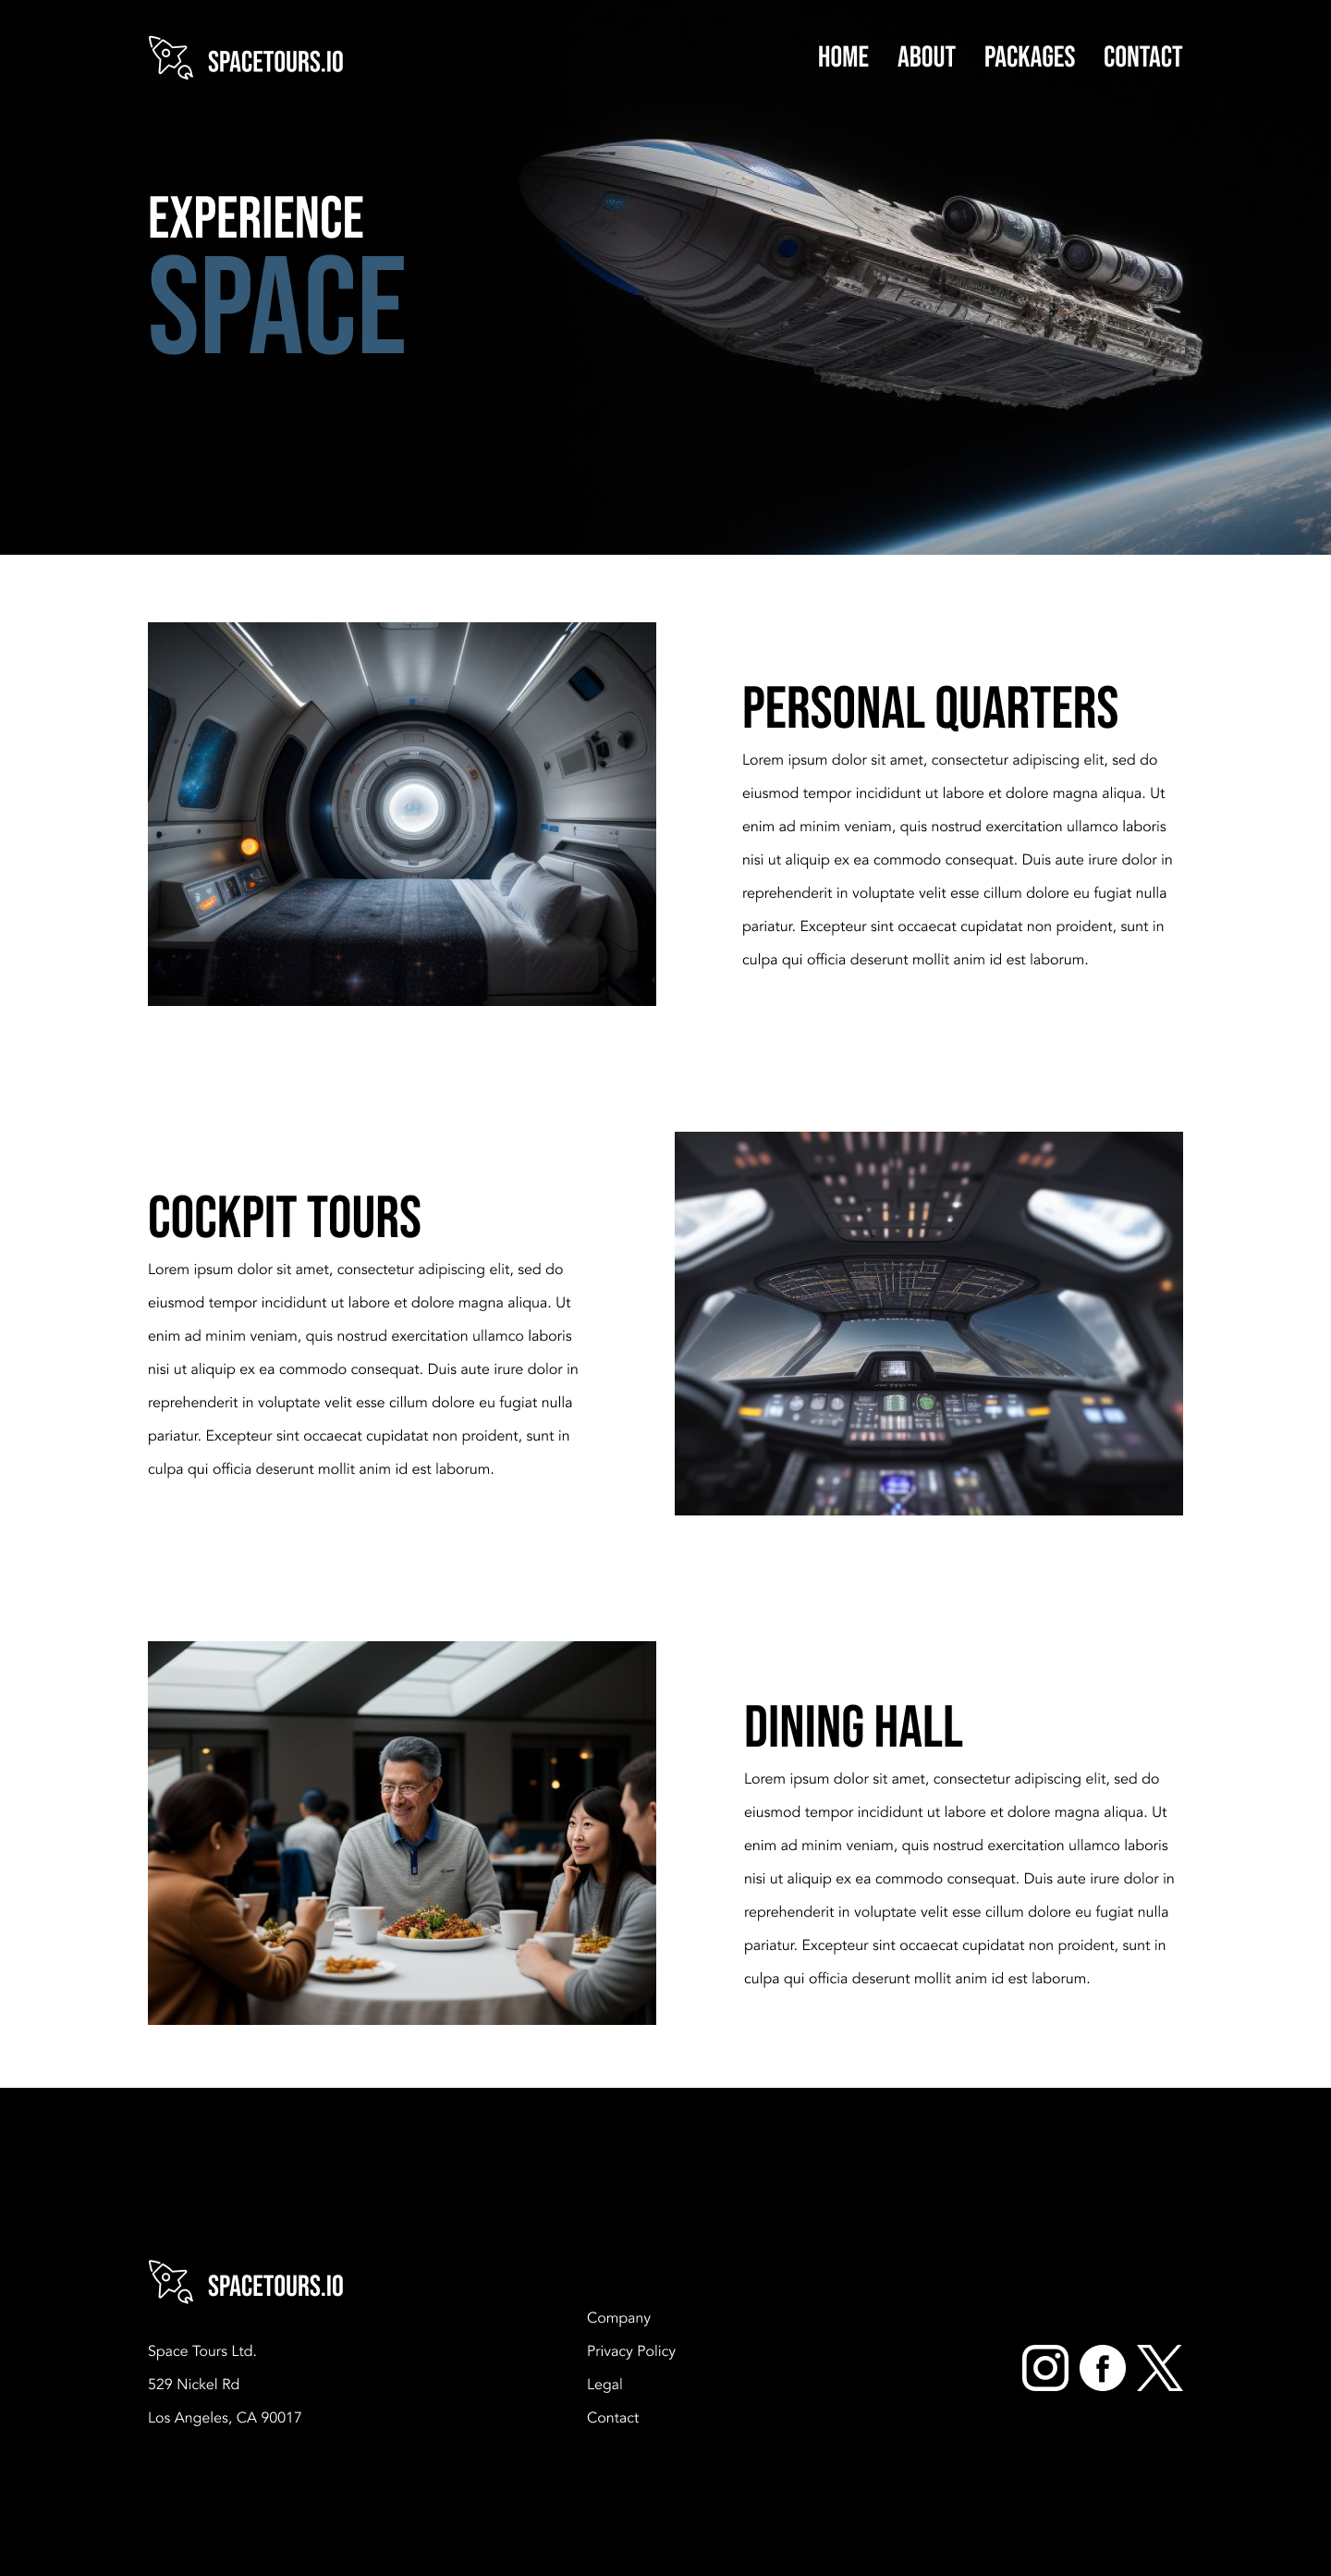 SPACETOURS.IO
HOME ABOUT PACKAGES CONTACT
EXPERIENCE
SPACE
PERSONAL QUARTERS
Lorem ipsum dolor sit amet, consectetur adipiscing elit, sed do
eiusmod tempor incididunt ut labore et dolore magna aliqua. Ut
enim ad minim veniam, quis nostrud exercitation ullamco laboris
nisi ut aliquip ex ea commodo consequat. Duis aute irure dolor in
reprehenderit in voluptate velit esse cillum dolore eu fugiat nulla
pariatur. Excepteur sint occaecat cupidatat non proident, sunt in
culpa qui officia deserunt mollit anim id est laborum.
COCKPIT TOURS
Lorem ipsum dolor sit amet, consectetur adipiscing elit, sed do
eiusmod tempor incididunt ut labore et dolore magna aliqua. Ut
enim ad minim veniam, quis nostrud exercitation ullamco laboris
nisi ut aliquip ex ea commodo consequat. Duis aute irure dolor in
reprehenderit in voluptate velit esse cillum dolore eu fugiat nulla
pariatur. Excepteur sint occaecat cupidatat non proident, sunt in
culpa qui officia deserunt mollit anim id est laborum.
DINING HALL
Lorem ipsum dolor sit amet, consectetur adipiscing elit, sed do
eiusmod tempor incididunt ut labore et dolore magna aliqua. Ut
enim ad minim veniam, quis nostrud exercitation ullamco laboris
nisi ut aliquip ex ea commodo consequat. Duis aute irure dolor in
reprehenderit in voluptate velit esse cillum dolore eu fugiat nulla
pariatur. Excepteur sint occaecat cupidatat non proident, sunt in
culpa qui officia deserunt mollit anim id est laborum.
SPACETOURS.IO
Space Tours Ltd.
529 Nickel Rd
Los Angeles, CA 90017
Company
Privacy Policy
Legal
Contact